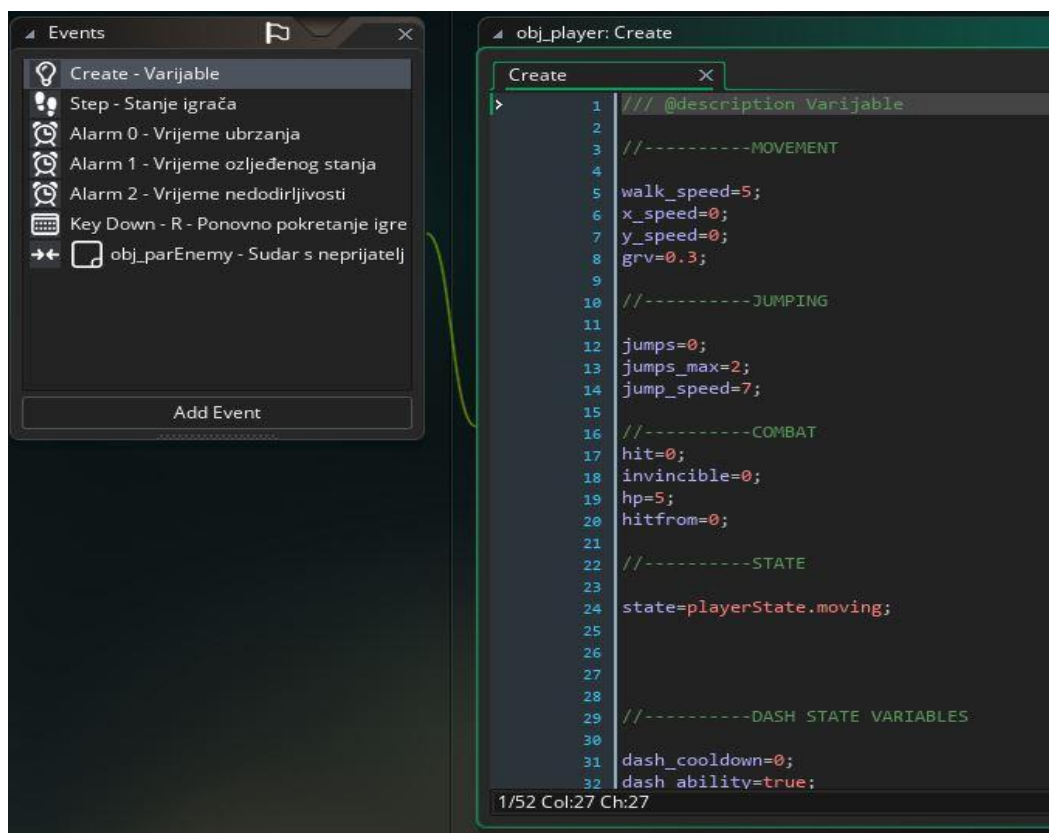 Events
Create - Varijable
Step - Stanje igrača
Alarm 0 - Vrijeme ubrzanja
Alarm 1 - Vrijeme ozljeđenog stanja
Alarm 2 - Vrijeme nedodirljivosti
Key Down - R - Ponovno pokretanje igre
obj_parEnemy - Sudar s neprijatelj
Add Event
obj_player: Create
Create
1 /// @description Varijable
2
3 //----------MOVEMENT
4
5 walk_speed=5;
6 x_speed=0;
7 y_speed=0;
8 grv=0.3;
9
10 //----------JUMPING
11
12 jumps=0;
13 jumps_max=2;
14 jump_speed=7;
15
16 //----------COMBAT
17 hit=0;
18 invincible=0;
19 hp=5;
20 hitfrom=0;
21
22 //----------STATE
23
24 state=playerState.moving;
25
26
27
28
29 //----------DASH STATE VARIABLES
30
31 dash_cooldown=0;
32 dash_ability=true;
1/52 Col:27 Ch:27